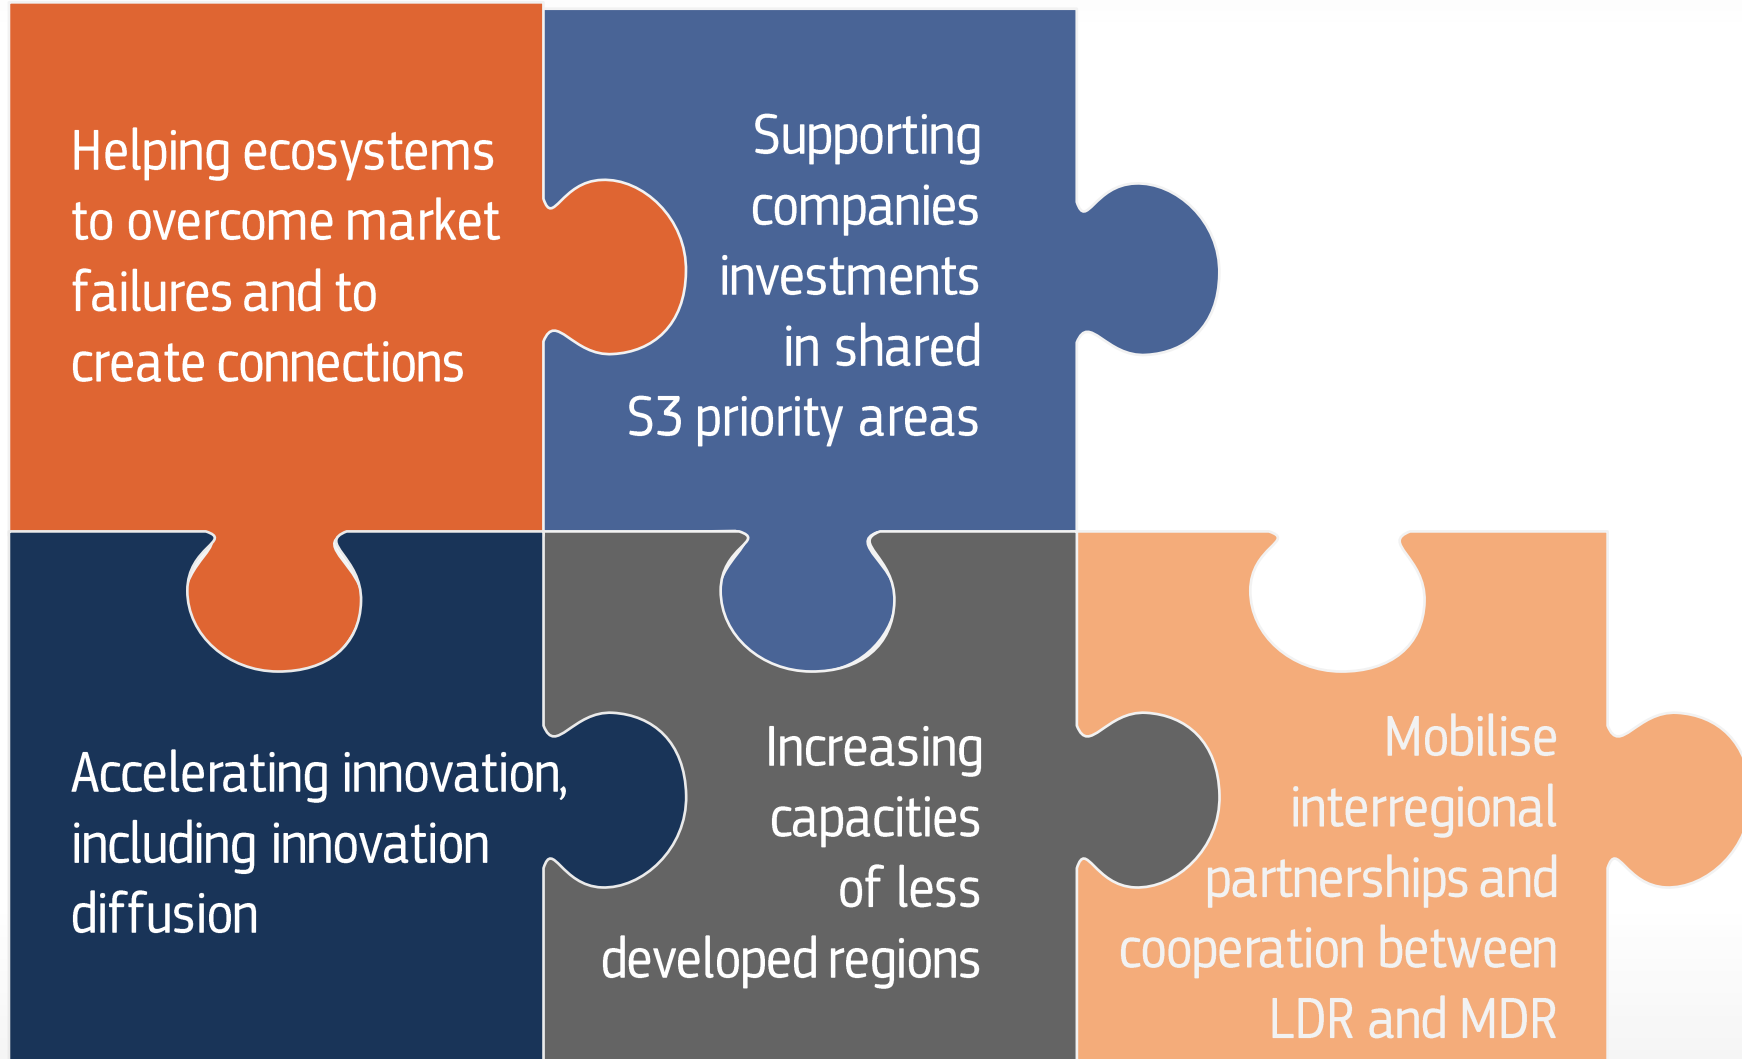 Helping ecosystems
to overcome market
failures and to
create connections
Supporting
companies
investments
in shared
S3 priority areas
Accelerating innovation,
including innovation
diffusion
Increasing
capacities
of less
developed regions
Mobilise
interregional
partnerships and
cooperation between
LDR and MDR